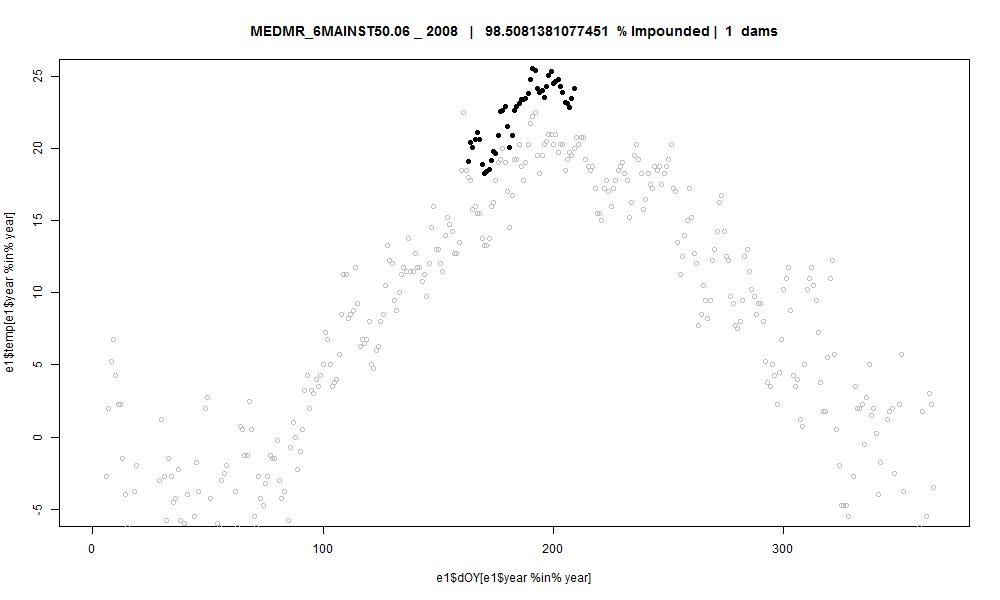 MEDMR_6MAINST50.06 _ 2008 | 98.5081381077451 % Impounded | 1 dams
e1$temp[e1$year %in% year]
25
20
15
10
5
0
-5
0 100 200 300
e1$dOY[e1$year %in% year]